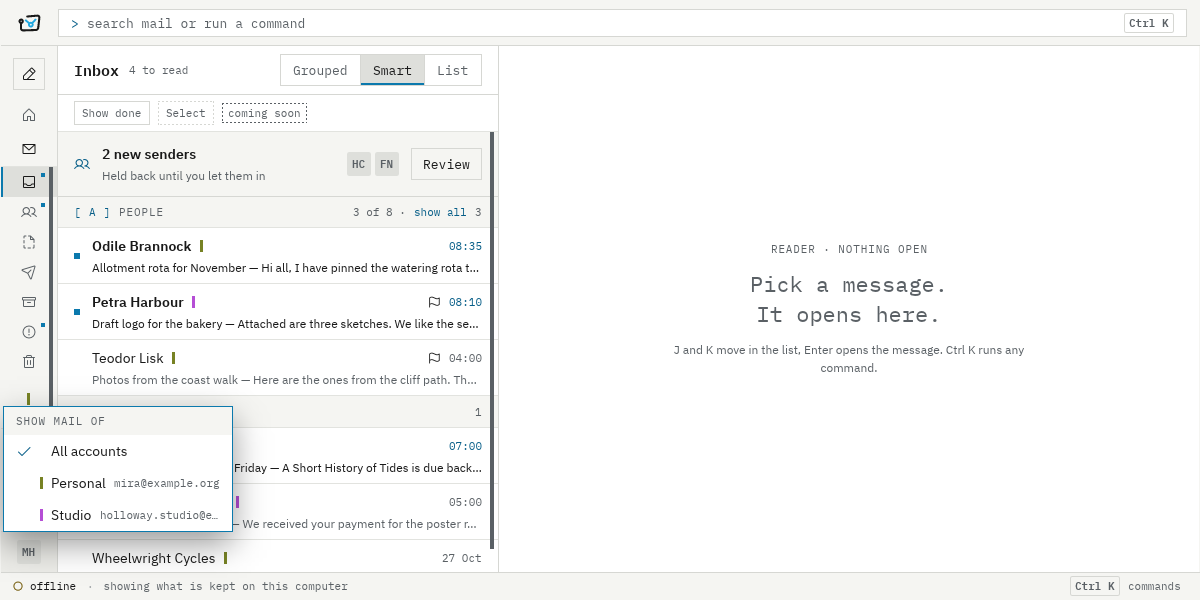 > search mail or run a command Ctrl K
Inbox 4 to read Grouped Smart List
Show done Select coming soon
2 new senders
Held back until you let them in
HC FN Review
[ A ] PEOPLE 3 of 8 · show all 3
Odile Brannock 08:35
Allotment rota for November — Hi all, I have pinned the watering rota t…
Petra Harbour 08:10
Draft logo for the bakery — Attached are three sketches. We like the se…
Teodor Lisk 04:00
Photos from the coast walk — Here are the ones from the cliff path. Th…
1
07:00
Friday — A Short History of Tides is due back…
05:00
— We received your payment for the poster r…
Wheelwright Cycles 27 Oct
SHOW MAIL OF
All accounts
Personal mira@example.org
Studio holloway.studio@e…
MH
READER · NOTHING OPEN
Pick a message.
It opens here.
J and K move in the list, Enter opens the message. Ctrl K runs any
command.
offline · showing what is kept on this computer Ctrl K commands